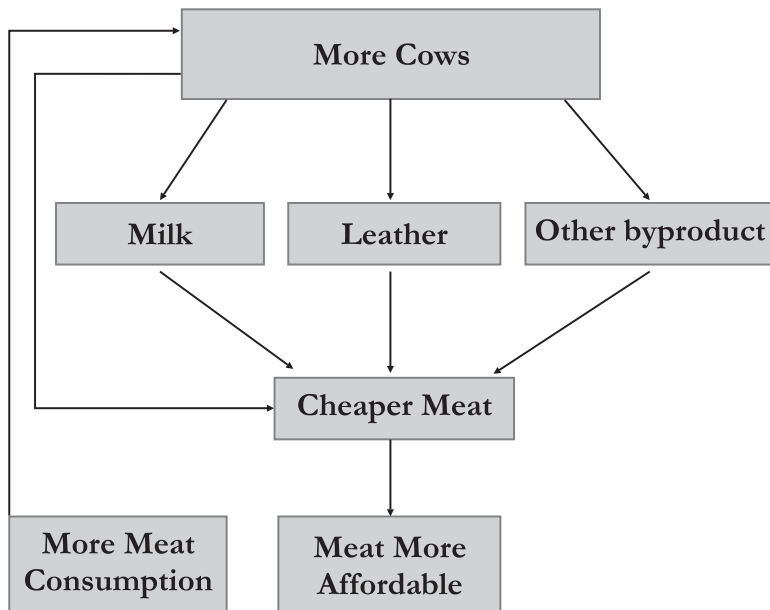 More Cows
Milk
Leather
Other byproduct
Cheaper Meat
More Meat
Consumption
Meat More
Affordable